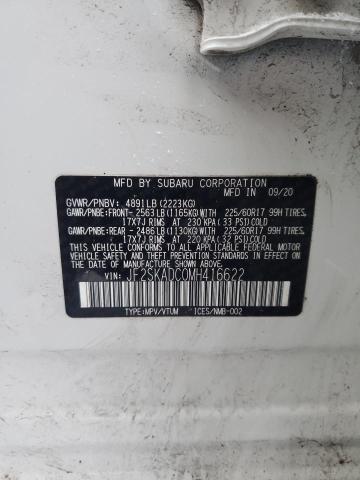 MFD. BY SUBARU CORPORATION
MFD IN 09/20
GVWR/PNBV: 4891LB(2223KG)
GAWR/PNBE:FRONT- 2563LB(1165KG)WITH 225/60R17 99H TIRES,
17X7J RIMS AT 230 KPA(33 PSI)COLD
GAWR/PNBE:REAR - 2486LB(1130KG)WITH 225/60R17 99H TIRES,
17X7J RIMS AT 220 KPA(32 PSI)COLD
THIS VEHICLE CONFORMS TO ALL APPLICABLE FEDERAL
MOTOR VEHICLE SAFETY, BUMPER, AND THEFT PREVENTION
STANDARDS IN EFFECT ON THE DATE OF MANUFACTURE
SHOWN ABOVE.
VIN: JF2SKADC0MH416622
TYPE:MPV/VTUM ICES/NMB-002